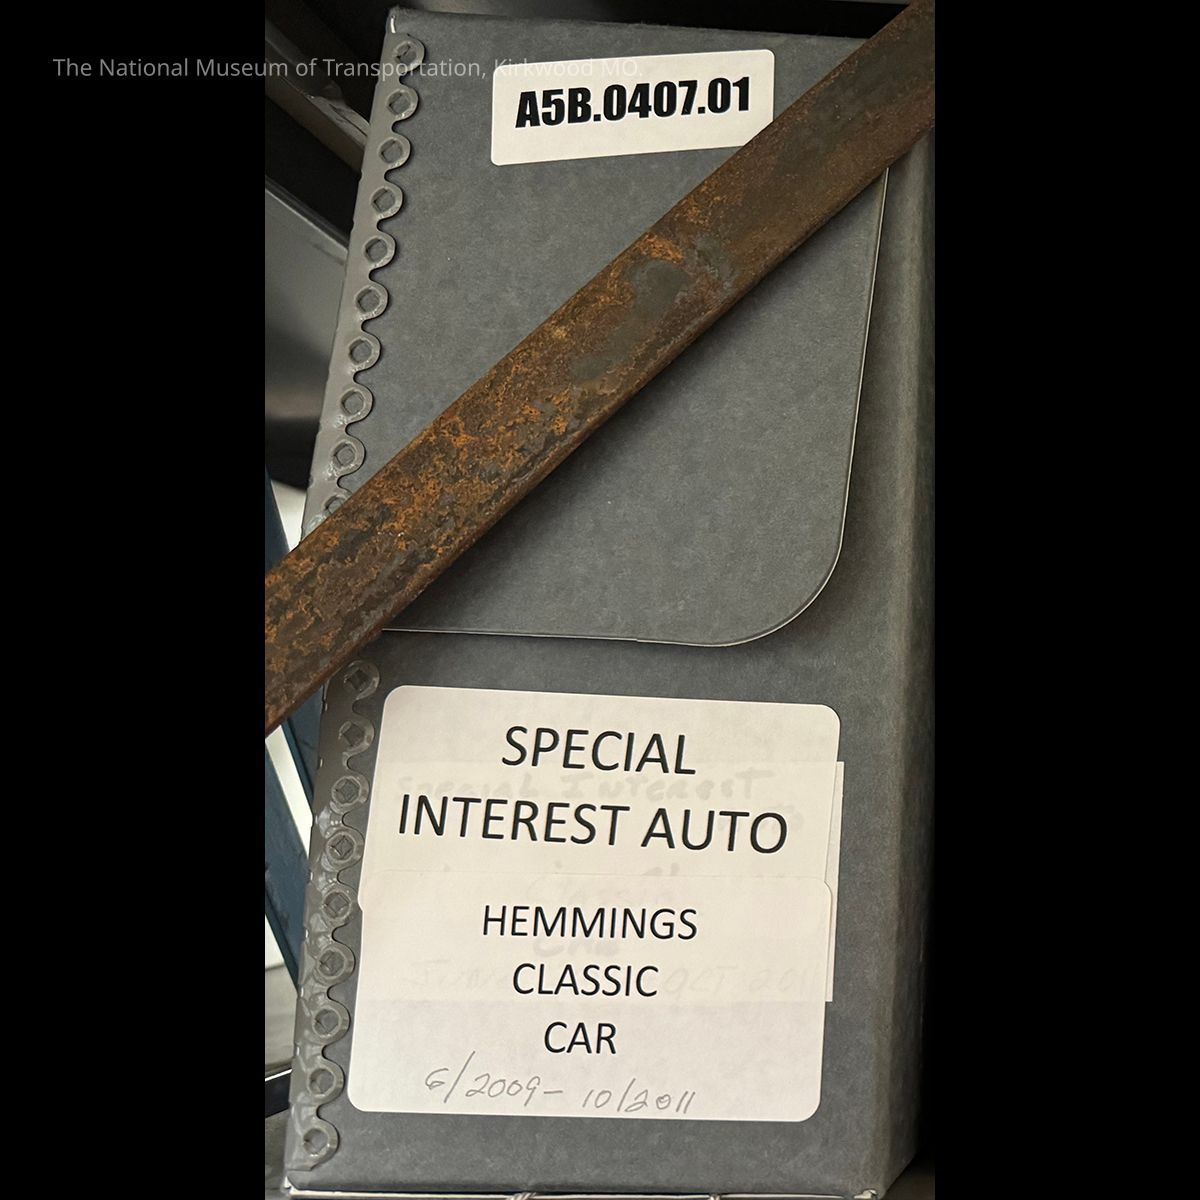 The National Museum of Transportation, Kirkwood MO.
A5B.0407.01
SPECIAL
INTEREST AUTO
HEMMINGS
CLASSIC
CAR
6/2009- 10/2011